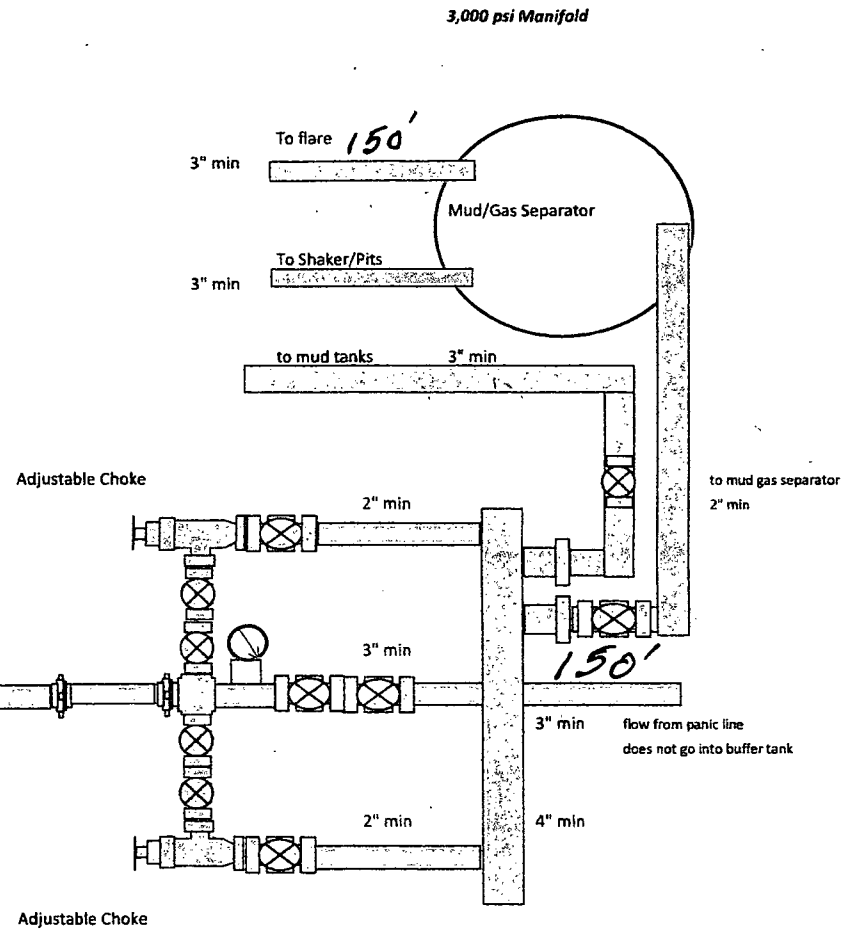 3,000 psi Manifold
To flare 150'
3" min
Mud/Gas Separator
To Shaker/Pits
3" min
to mud tanks 3" min
Adjustable Choke
to mud gas separator
2" min
2" min
3" min
150'
3" min
flow from panic line
does not go into buffer tank
2" min
4" min
Adjustable Choke